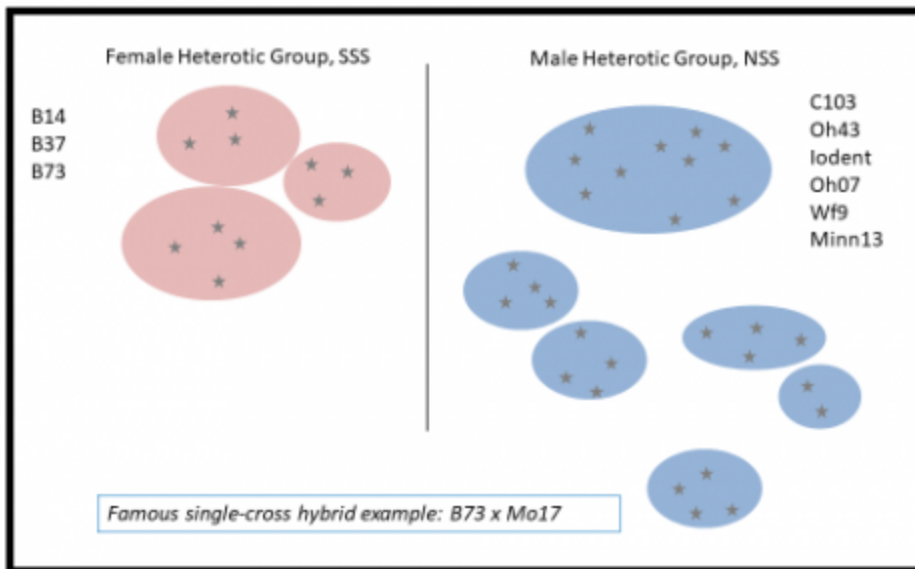 Female Heterotic Group, SSS
B14
B37
B73
Male Heterotic Group, NSS
C103
Oh43
Iodent
Oh07
Wf9
Minn13
Famous single-cross hybrid example: B73 x Mo17